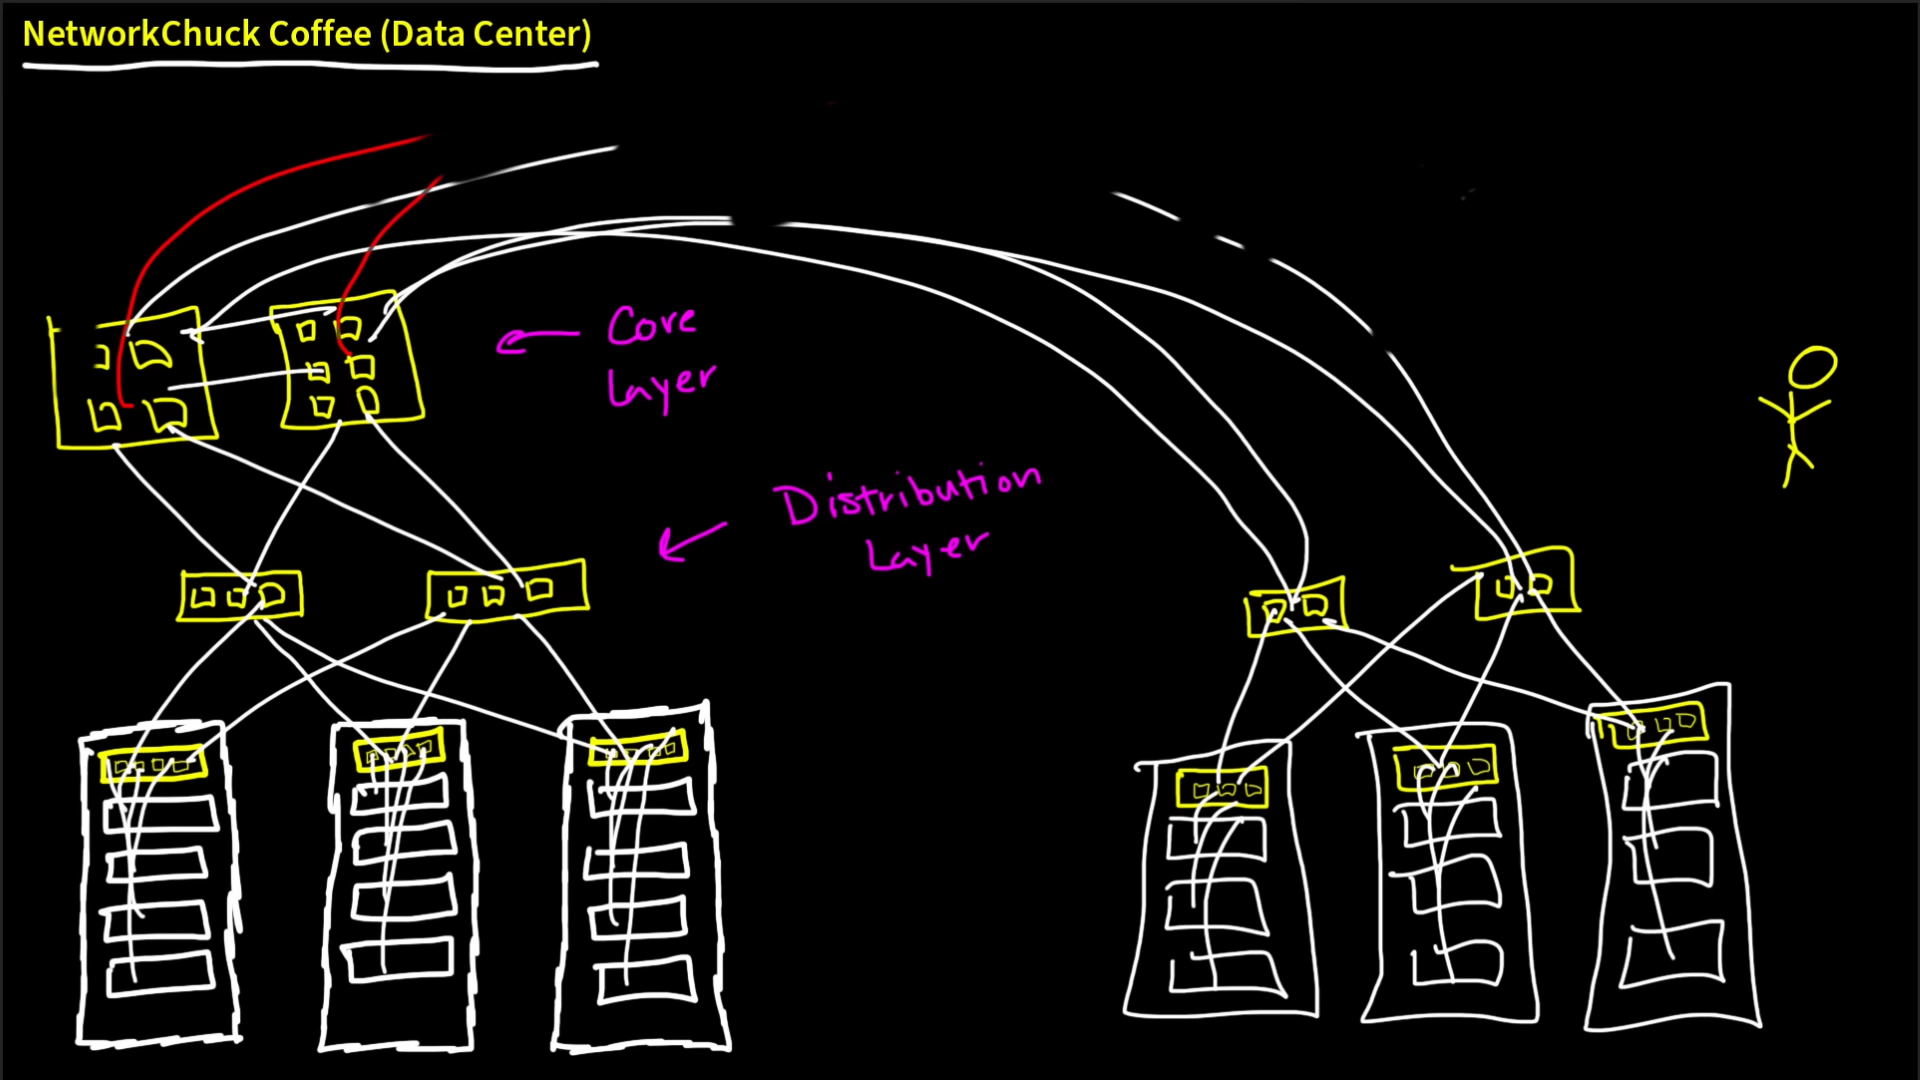 NetworkChuck Coffee (Data Center)
Core
Layer
Distribution
Layer